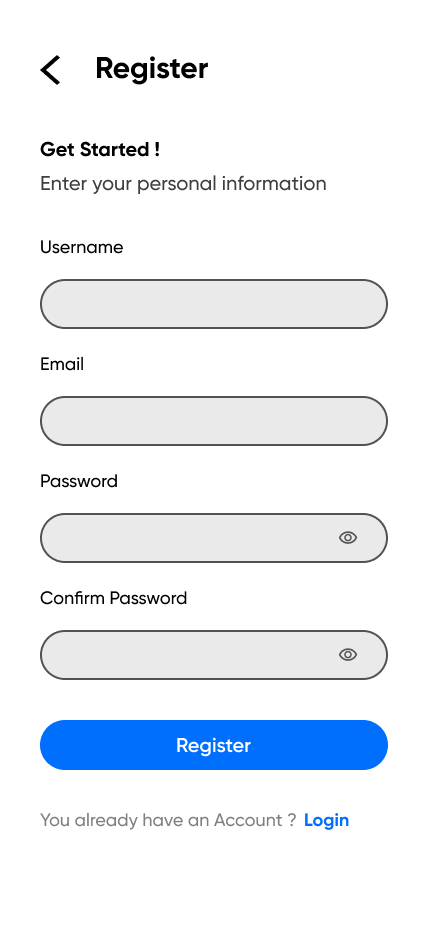 Register
Get Started !
Enter your personal information
Username
Email
Password
Confirm Password
Register
You already have an Account ? Login